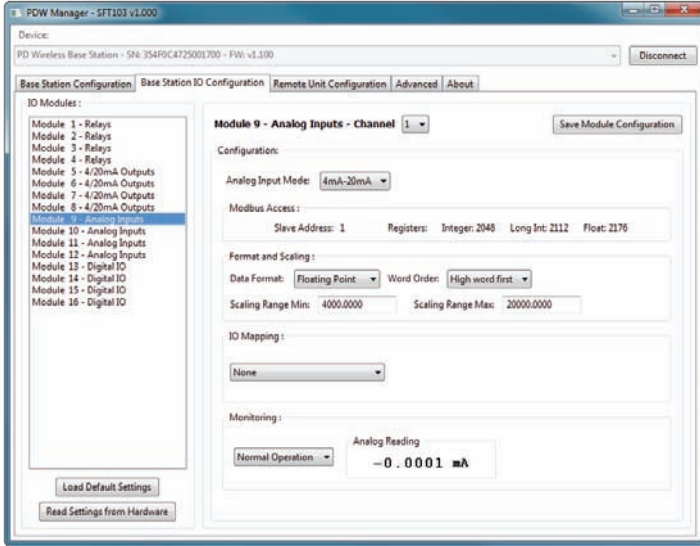 PDW Manager - SFT103 v1.000
Device:
PD Wireless Base Station - SN: 354F0C4725001700 - FW: v1.100
Disconnect
Base Station Configuration Base Station IO Configuration Remote Unit Configuration Advanced About
IO Modules :
Module 1 - Relays
Module 2 - Relays
Module 3 - Relays
Module 4 - Relays
Module 5 - 4/20mA Outputs
Module 6 - 4/20mA Outputs
Module 7 - 4/20mA Outputs
Module 8 - 4/20mA Outputs
Module 9 - Analog Inputs
Module 10 - Analog Inputs
Module 11 - Analog Inputs
Module 12 - Analog Inputs
Module 13 - Digital IO
Module 14 - Digital IO
Module 15 - Digital IO
Module 16 - Digital IO
Load Default Settings
Read Settings from Hardware
Module 9 - Analog Inputs - Channel 1
Save Module Configuration
Configuration:
Analog Input Mode: 4mA-20mA
Modbus Access :
Slave Address: 1 Registers: Integer: 2048 Long Int: 2112 Float: 2176
Format and Scaling :
Data Format: Floating Point Word Order: High word first
Scaling Range Min: 4000.0000 Scaling Range Max: 20000.0000
IO Mapping :
None
Monitoring :
Normal Operation
Analog Reading
-0.0001 mA